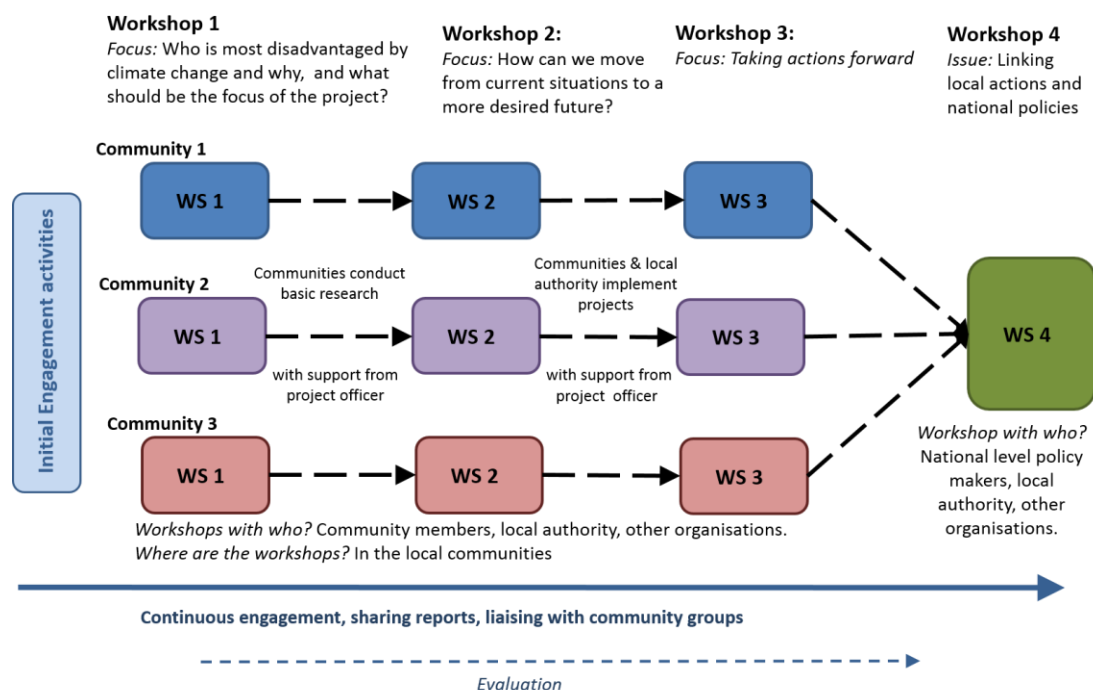 Workshop 1
Focus: Who is most disadvantaged by
climate change and why, and what
should be the focus of the project?
Workshop 2:
Focus: How can we move
from current situations to a
more desired future?
Workshop 3:
Focus: Taking actions forward
Workshop 4
Issue: Linking
local actions and
national policies
Initial Engagement activities
Community 1
WS 1
WS 2
WS 3
Community 2
Communities conduct
basic research
Communities & local
authority implement
projects
WS 1
WS 2
WS 3
WS 4
with support from
project officer
with support from
project officer
Community 3
WS 1
WS 2
WS 3
Workshops with who? Community members, local authority, other organisations.
Where are the workshops? In the local communities
Workshop with who?
National level policy
makers, local
authority, other
organisations.
Continuous engagement, sharing reports, liaising with community groups
Evaluation